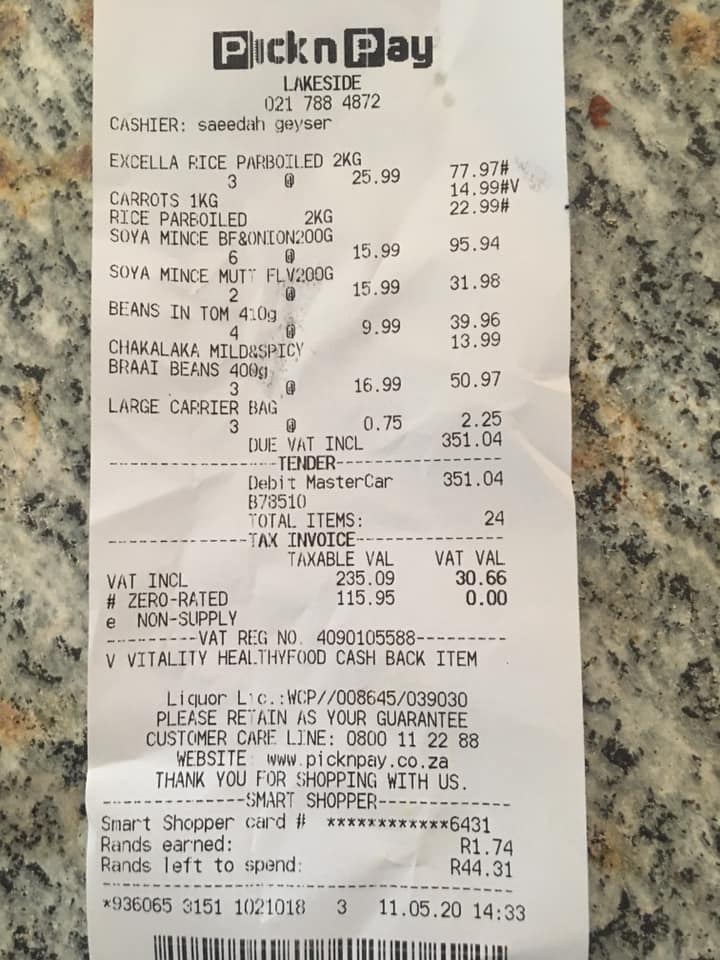 Pick n Pay
LAKESIDE
021 788 4872
CASHIER: saeedah geyser
EXCELLA RICE PARBOILED 2KG
3 @ 25.99 77.97#
CARROTS 1KG 14.99#V
RICE PARBOILED 2KG 22.99#
SOYA MINCE BF&ONION200G
6 @ 15.99 95.94
SOYA MINCE MUTT FLV200G
2 @ 15.99 31.98
BEANS IN TOM 410g
4 @ 9.99 39.96
CHAKALAKA MILD&SPICY 13.99
BRAAI BEANS 400g
3 @ 16.99 50.97
LARGE CARRIER BAG
3 @ 0.75 2.25
DUE VAT INCL 351.04
------------TENDER------------
Debit MasterCar 351.04
B73510
TOTAL ITEMS: 24
------------TAX INVOICE------------
TAXABLE VAL VAT VAL
VAT INCL 235.09 30.66
# ZERO-RATED 115.95 0.00
e NON-SUPPLY
---------VAT REG NO. 4090105588---------
V VITALITY HEALTHYFOOD CASH BACK ITEM
Liquor Lic.:WCP//008645/039030
PLEASE RETAIN AS YOUR GUARANTEE
CUSTOMER CARE LINE: 0800 11 22 88
WEBSITE: www.picknpay.co.za
THANK YOU FOR SHOPPING WITH US.
------------SMART SHOPPER------------
Smart Shopper card # ************6431
Rands earned: R1.74
Rands left to spend: R44.31
*936065 3151 1021018 3 11.05.20 14:33